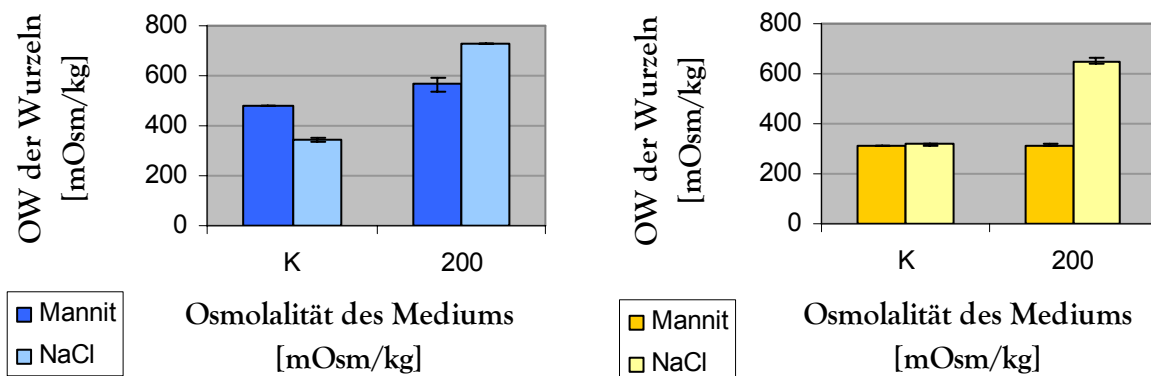 OW der Wurzeln
[mOsm/kg]
800
600
400
200
0
K
200
Osmolalität des Mediums
[mOsm/kg]
Mannit
NaCl
OW der Wurzeln
[mOsm/kg]
800
600
400
200
0
K
200
Osmolalität des Mediums
[mOsm/kg]
Mannit
NaCl